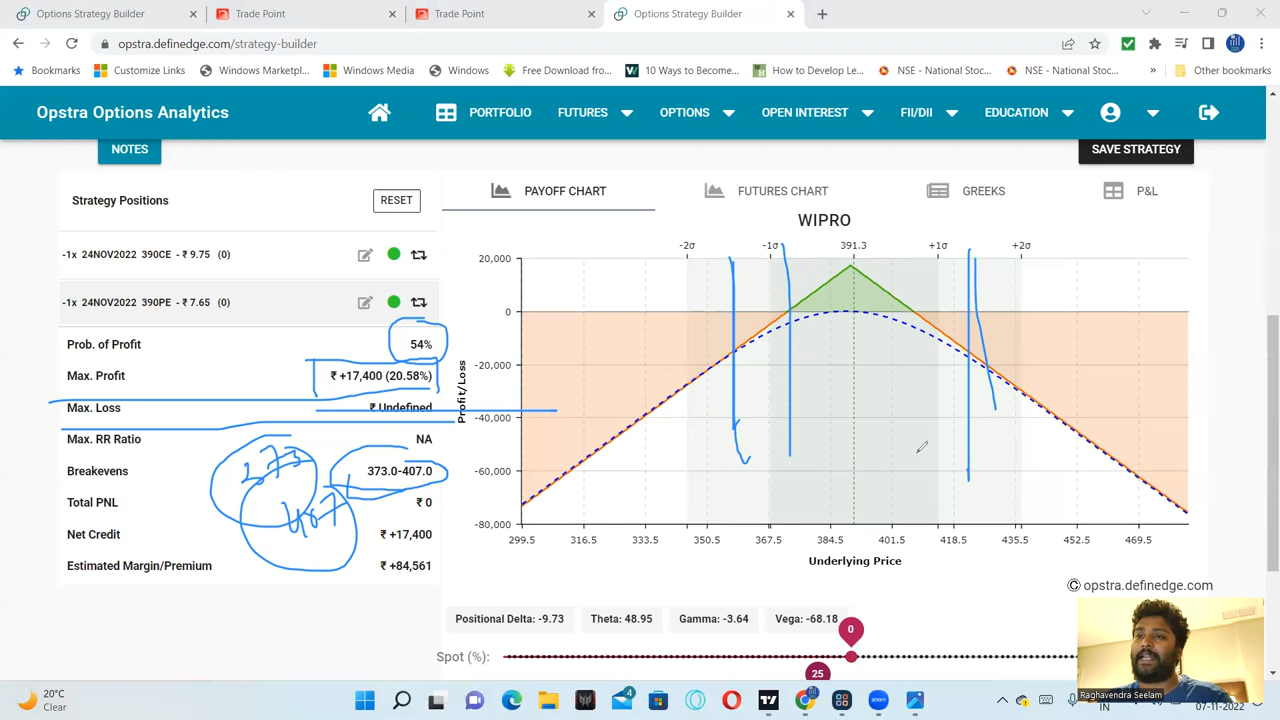 Options Strategy Builder
Trade Point
Trade Point
Options Strategy Builder
opstra.definedge.com/strategy-builder
Bookmarks
Customize Links
Windows Marketpl...
Windows Media
Windows
Free Download fro...
10 Ways to Become...
How to Develop Le...
NSE - National Stoc...
NSE - National Stoc...
»
Other bookmarks
Opstra Options Analytics
PORTFOLIO
FUTURES
OPTIONS
OPEN INTEREST
FII/DII
EDUCATION
NOTES
SAVE STRATEGY
Strategy Positions
RESET
-1x 24NOV2022 390CE - ₹ 9.75 (0)
-1x 24NOV2022 390PE - ₹ 7.65 (0)
Prob. of Profit 54%
Max. Profit ₹ +17,400 (20.58%)
Max. Loss ₹ Undefined
Max. RR Ratio NA
Breakevens 373.0-407.0
Total PNL ₹ 0
Net Credit ₹ +17,400
Estimated Margin/Premium ₹ +84,561
373
407
PAYOFF CHART
FUTURES CHART
GREEKS
P&L
WIPRO
-2σ -1σ 391.3 +1σ +2σ
20,000
0
-20,000
-40,000
-60,000
-80,000
Profit/Loss
299.5 316.5 333.5 350.5 367.5 384.5 401.5 418.5 435.5 452.5 469.5
Underlying Price
© opstra.definedge.com
Positional Delta: -9.73
Theta: 48.95
Gamma: -3.64
Vega: -68.18
0
Spot (%):
25
Raghavendra Seelam
20°C
Clear
4
IN
07-11-2022